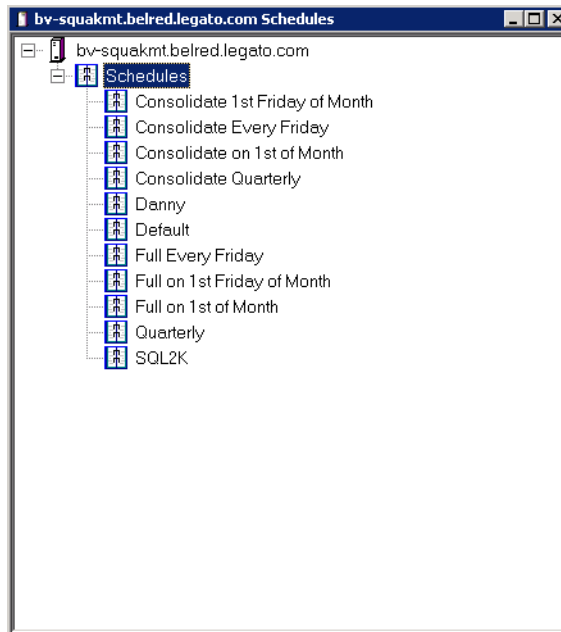 bv-squakmt.belred.legato.com Schedules
bv-squakmt.belred.legato.com
Schedules
Consolidate 1st Friday of Month
Consolidate Every Friday
Consolidate on 1st of Month
Consolidate Quarterly
Danny
Default
Full Every Friday
Full on 1st Friday of Month
Full on 1st of Month
Quarterly
SQL2K